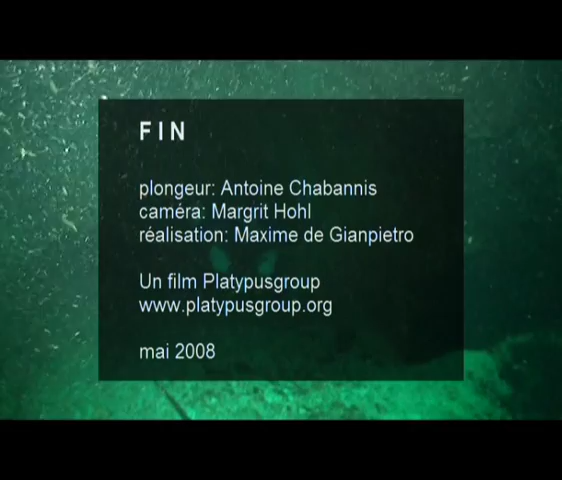 FIN
plongeur: Antoine Chabannis
caméra: Margrit Hohl
réalisation: Maxime de Gianpietro
Un film Platypusgroup
www.platypusgroup.org
mai 2008